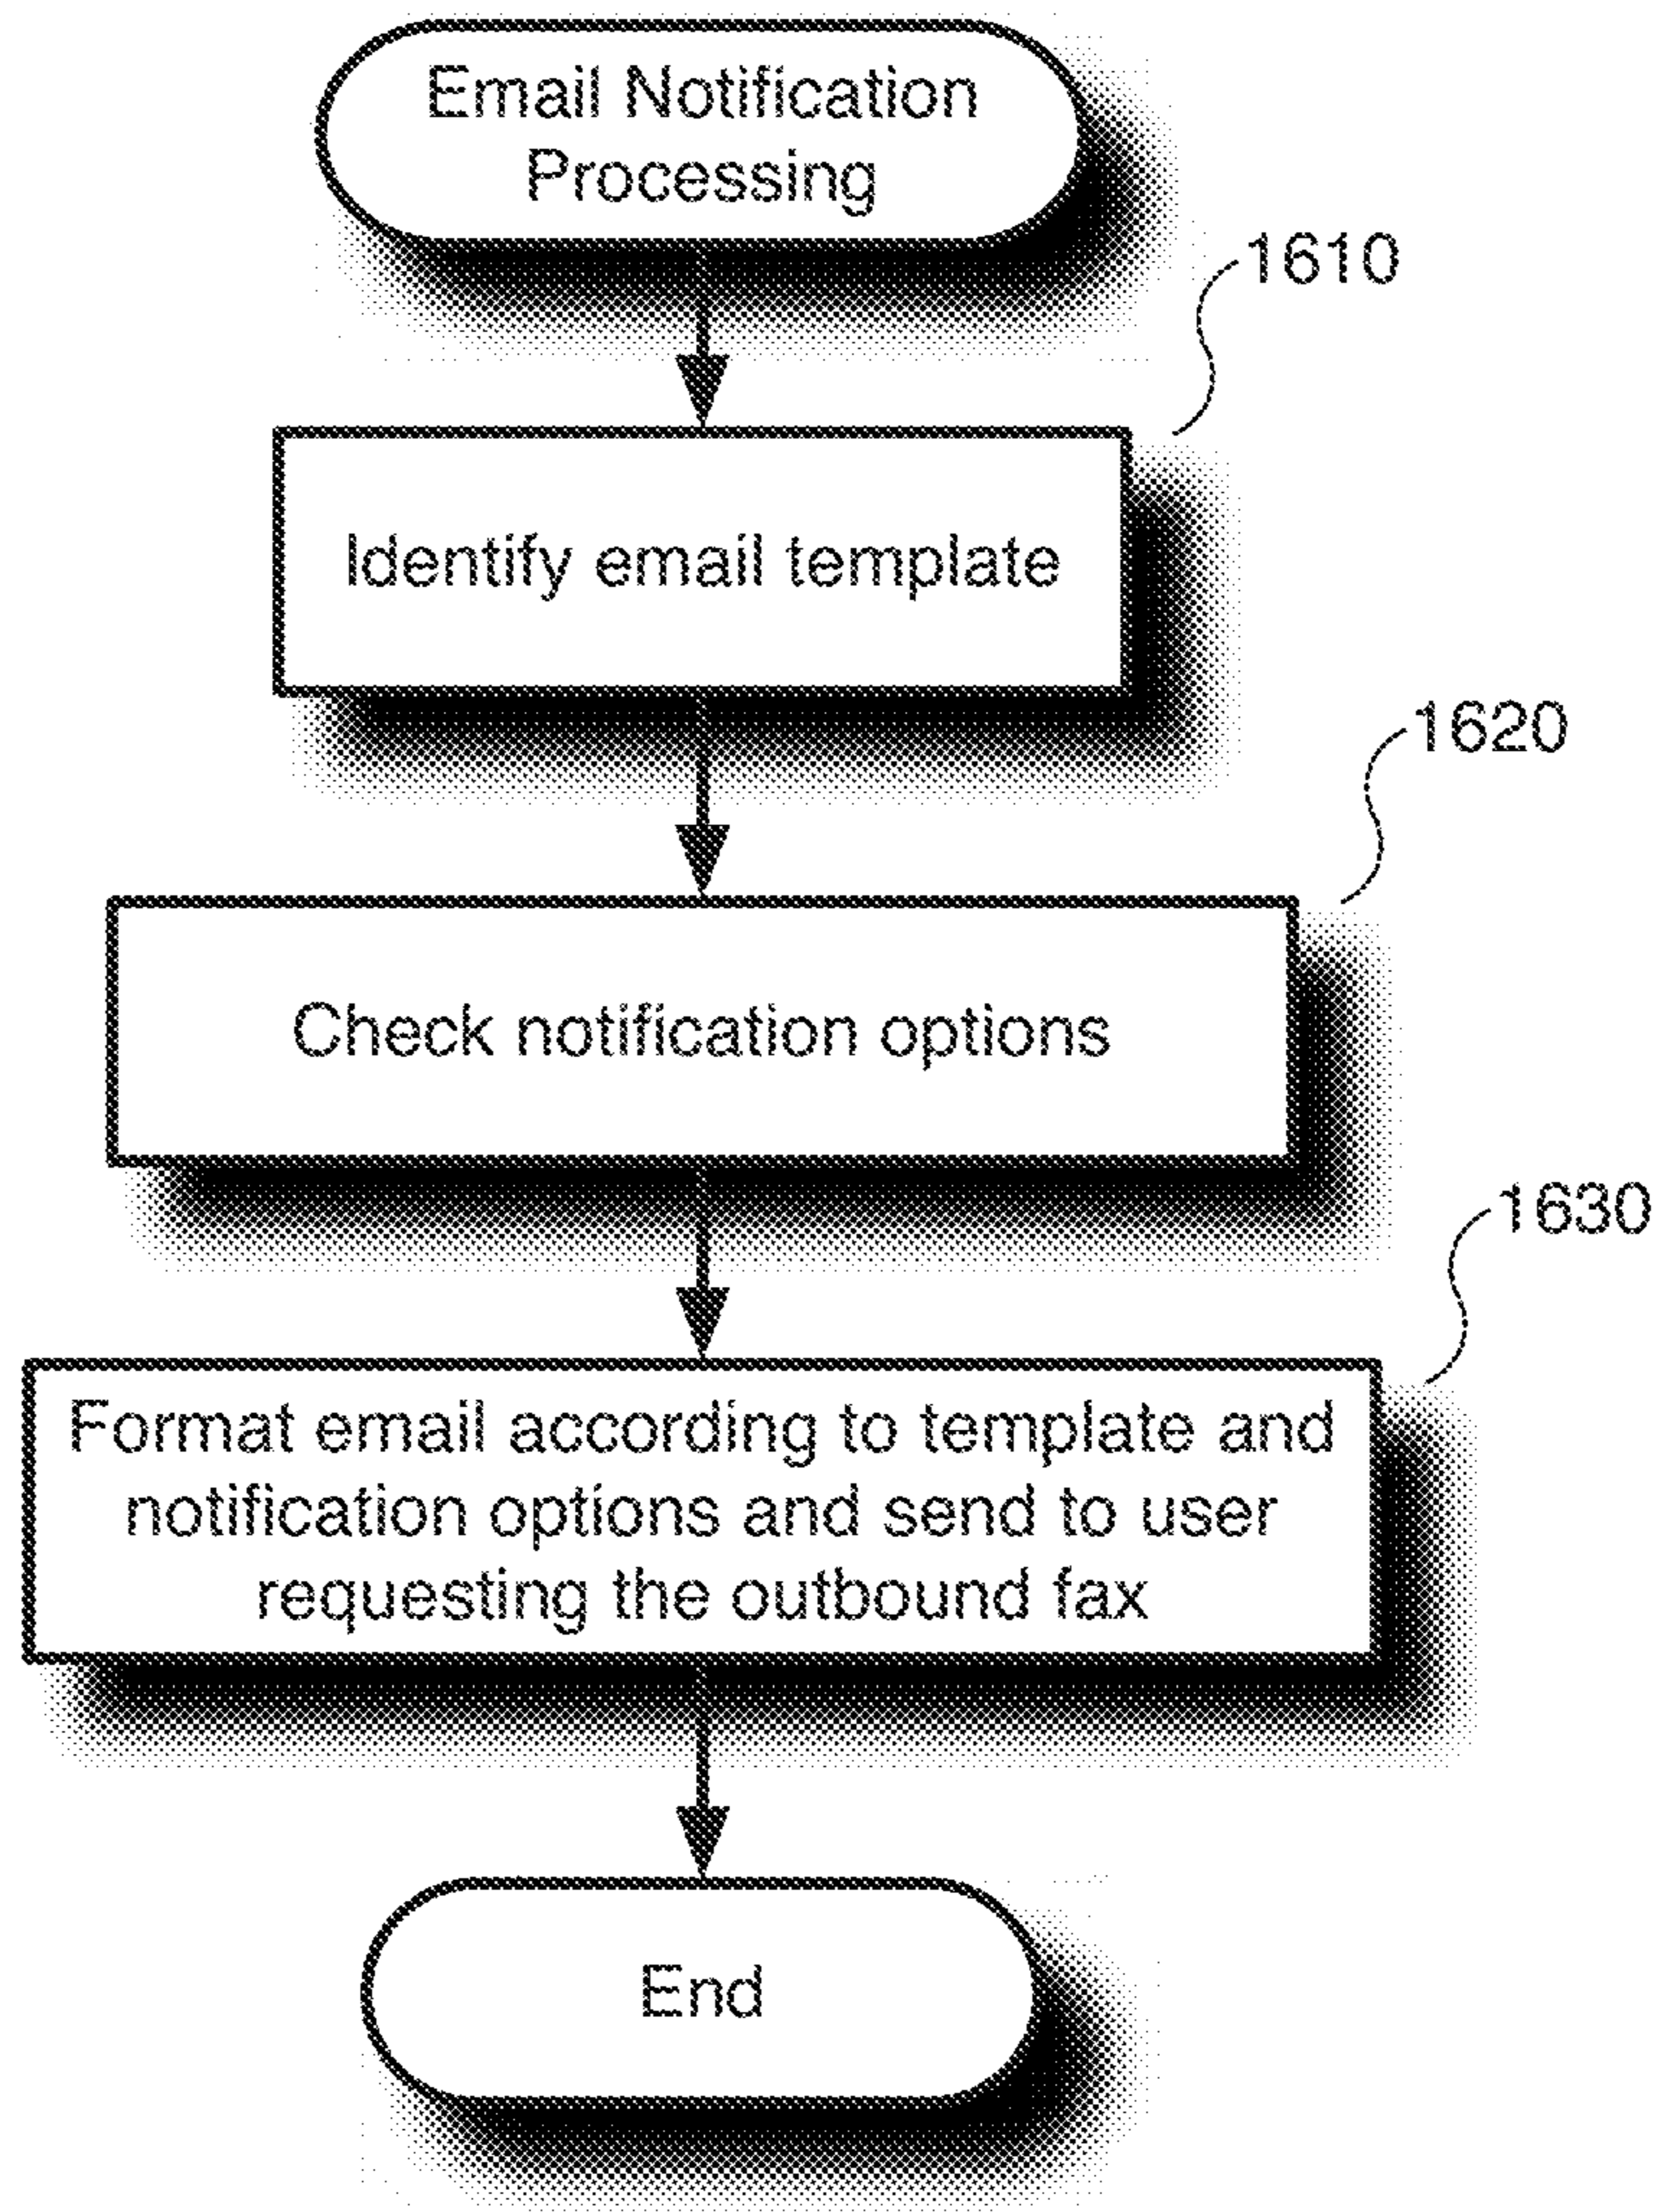 Email Notification
Processing
1610
Identify email template
1620
Check notification options
1630
Format email according to template and
notification options and send to user
requesting the outbound fax
End